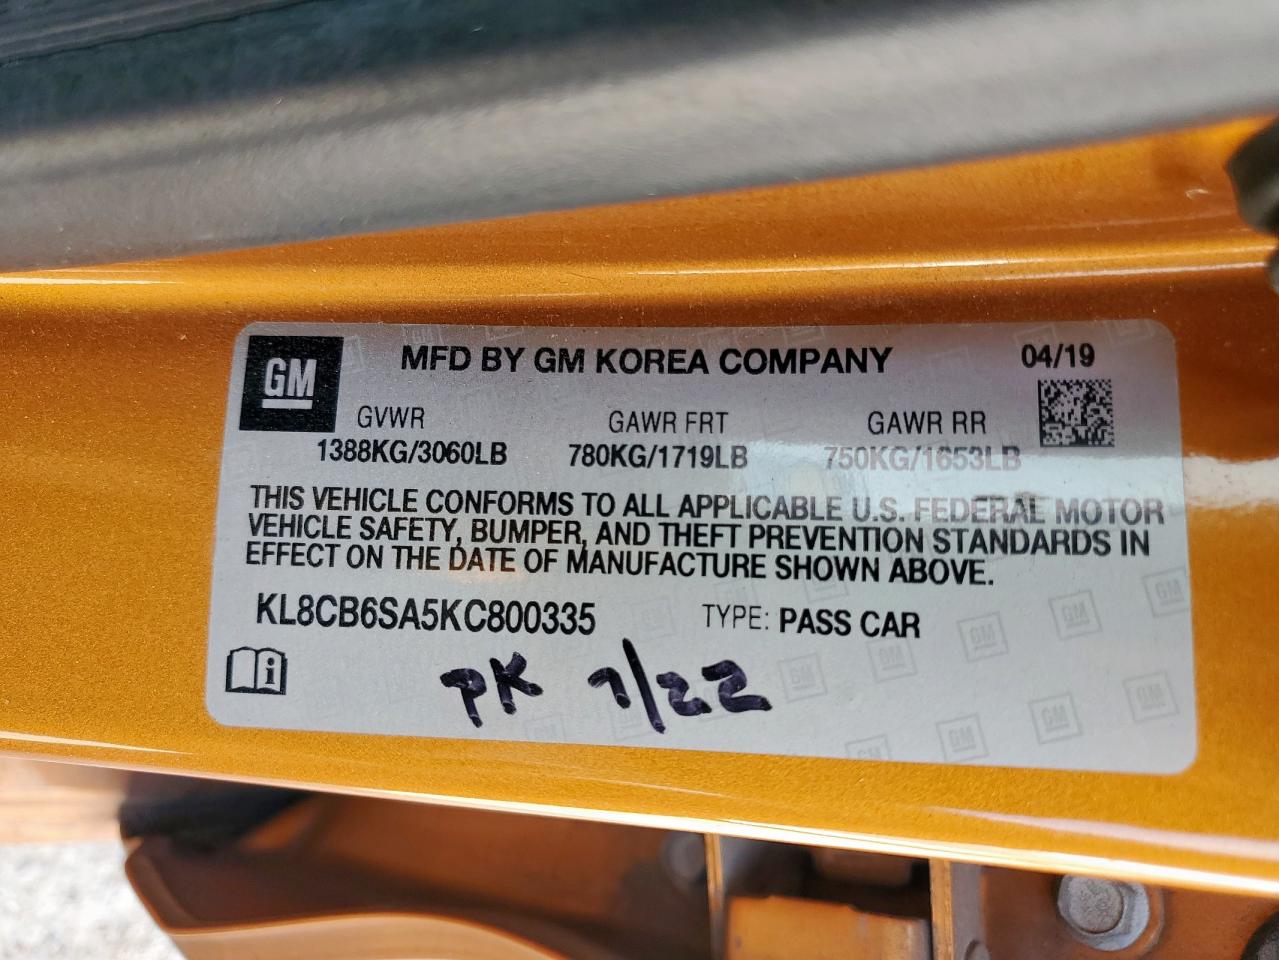 GM MFD BY GM KOREA COMPANY 04/19
GVWR GAWR FRT GAWR RR
1388KG/3060LB 780KG/1719LB 750KG/1653LB
THIS VEHICLE CONFORMS TO ALL APPLICABLE U.S. FEDERAL MOTOR
VEHICLE SAFETY, BUMPER, AND THEFT PREVENTION STANDARDS IN
EFFECT ON THE DATE OF MANUFACTURE SHOWN ABOVE.
KL8CB6SA5KC800335 TYPE: PASS CAR
i PK 7/22